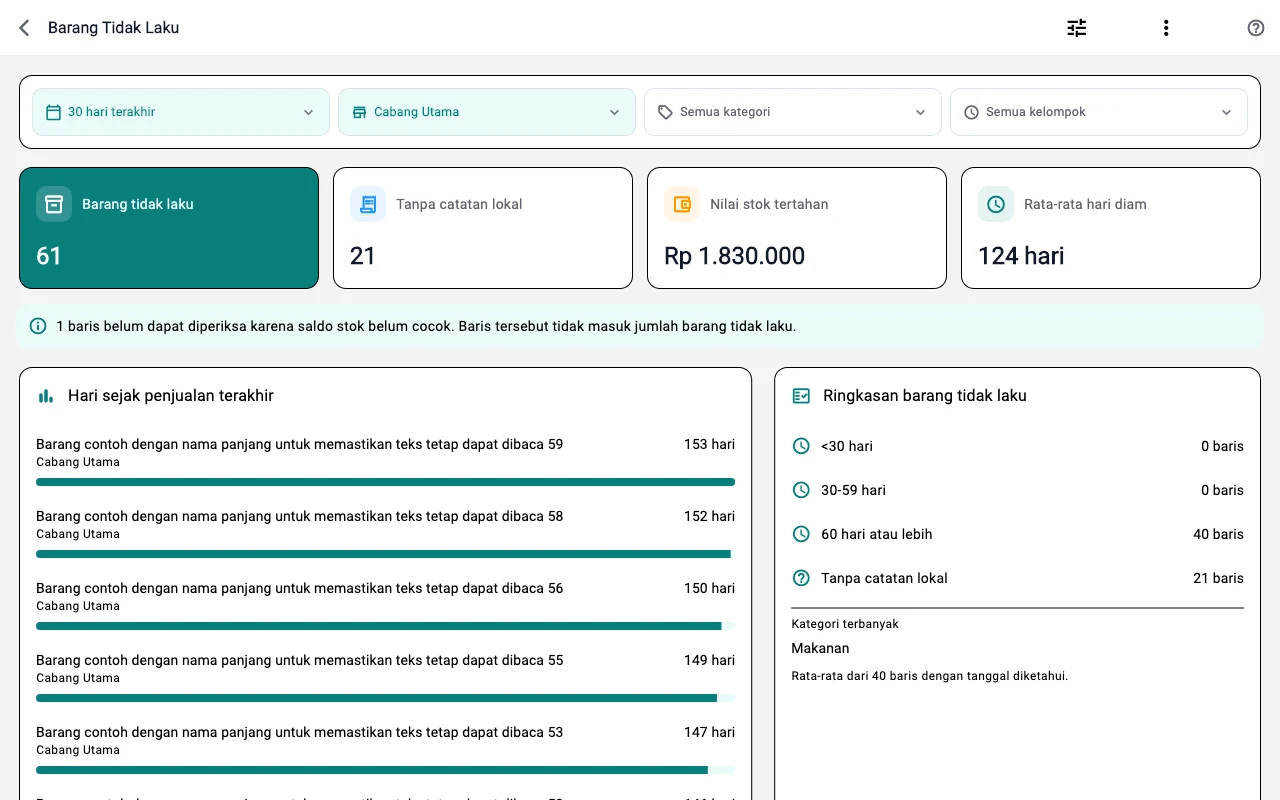 Barang Tidak Laku
30 hari terakhir
Cabang Utama
Semua kategori
Semua kelompok
Barang tidak laku
61
Tanpa catatan lokal
21
Nilai stok tertahan
Rp 1.830.000
Rata-rata hari diam
124 hari
1 baris belum dapat diperiksa karena saldo stok belum cocok. Baris tersebut tidak masuk jumlah barang tidak laku.
Hari sejak penjualan terakhir
Barang contoh dengan nama panjang untuk memastikan teks tetap dapat dibaca 59 153 hari
Cabang Utama
Barang contoh dengan nama panjang untuk memastikan teks tetap dapat dibaca 58 152 hari
Cabang Utama
Barang contoh dengan nama panjang untuk memastikan teks tetap dapat dibaca 56 150 hari
Cabang Utama
Barang contoh dengan nama panjang untuk memastikan teks tetap dapat dibaca 55 149 hari
Cabang Utama
Barang contoh dengan nama panjang untuk memastikan teks tetap dapat dibaca 53 147 hari
Cabang Utama
Ringkasan barang tidak laku
<30 hari 0 baris
30-59 hari 0 baris
60 hari atau lebih 40 baris
Tanpa catatan lokal 21 baris
Kategori terbanyak
Makanan
Rata-rata dari 40 baris dengan tanggal diketahui.